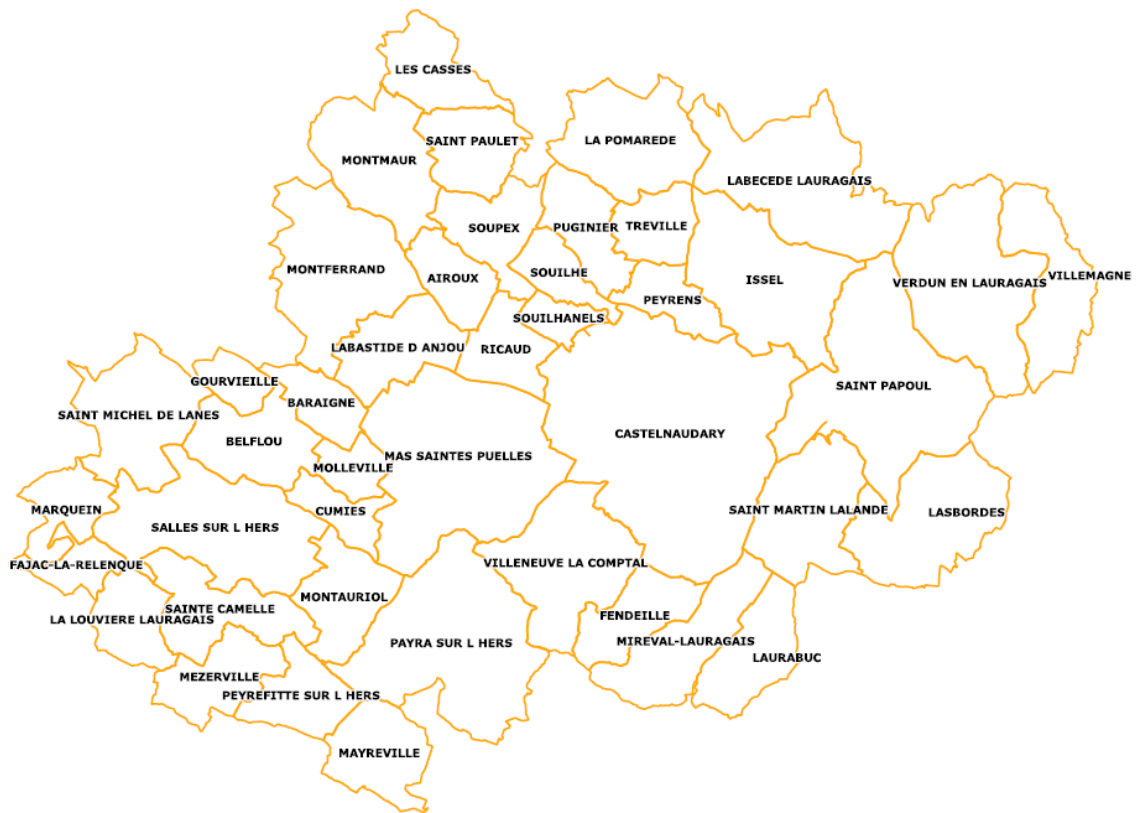 LES CASSES
SAINT PAULET
LA POMAREDE
MONTMAUR
LABECEDE LAURAGAIS
SOUPEX
PUGINIER
TREVILLE
MONTFERRAND
AIROUX
SOUILHE
ISSEL
VILLEMAGNE
VERDUN EN LAURAGAIS
PEYRENS
SOUILHANELS
LABASTIDE D ANJOU
RICAUD
GOURVIEILLE
SAINT PAPOUL
BARAIGNE
SAINT MICHEL DE LANES
CASTELNAUDARY
BELFLOU
MAS SAINTES PUELLES
MOLLEVILLE
MARQUEIN
CUMIES
SAINT MARTIN LALANDE
LASBORDES
SALLES SUR L HERS
VILLENEUVE LA COMPTAL
FAJAC-LA-RELENQUE
MONTAURIOL
SAINTE CAMELLE
FENDEILLE
LA LOUVIERE LAURAGAIS
MIREVAL-LAURAGAIS
PAYRA SUR L HERS
LAURABUC
MEZERVILLE
PEYREFITTE SUR L HERS
MAYREVILLE